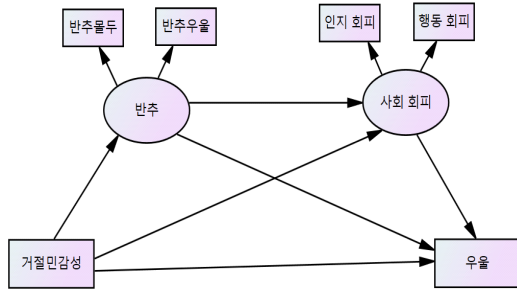 반추몰두
반추우울
인지 회피
행동 회피
반추
사회 회피
거절민감성
우울